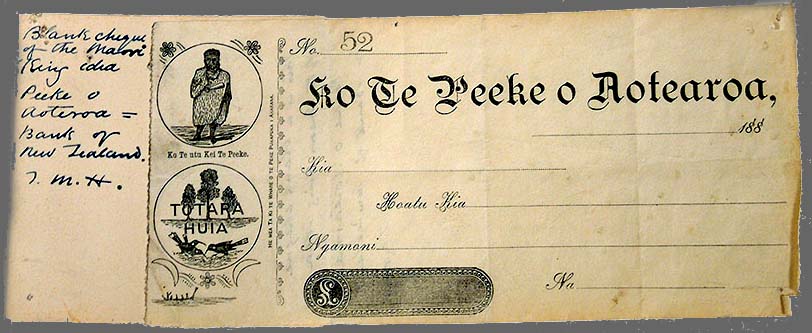 Blank cheque
of the Maori
King idea
Peeke o
Aoteroa =
Bank of
New Zealand.
T. M. H.
Ko Te utu Kei Te Peeke.
TOTARA
HUIA
No. 52
Ko Te Peeke o Aotearoa,
188
Kia
Hoatu Kia
Ngamoni
£
Na